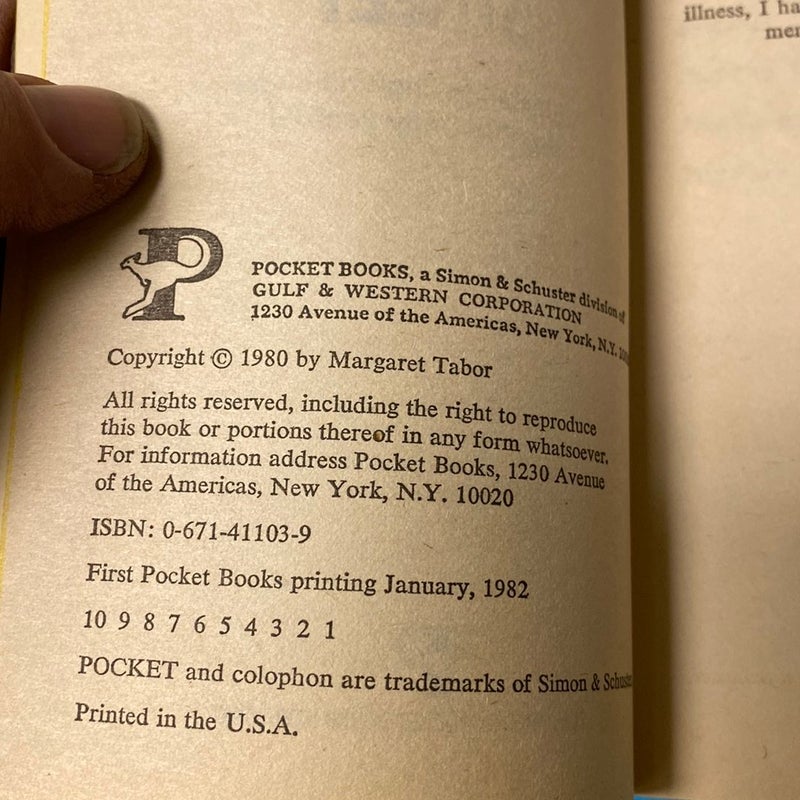 POCKET BOOKS, a Simon & Schuster division of
GULF & WESTERN CORPORATION
1230 Avenue of the Americas, New York, N.Y.
Copyright © 1980 by Margaret Tabor
All rights reserved, including the right to reproduce
this book or portions thereof in any form whatsoever.
For information address Pocket Books, 1230 Avenue
of the Americas, New York, N.Y. 10020
ISBN: 0-671-41103-9
First Pocket Books printing January, 1982
10 9 8 7 6 5 4 3 2 1
POCKET and colophon are trademarks of Simon & Schuster
Printed in the U.S.A.
illness, I ha
mer